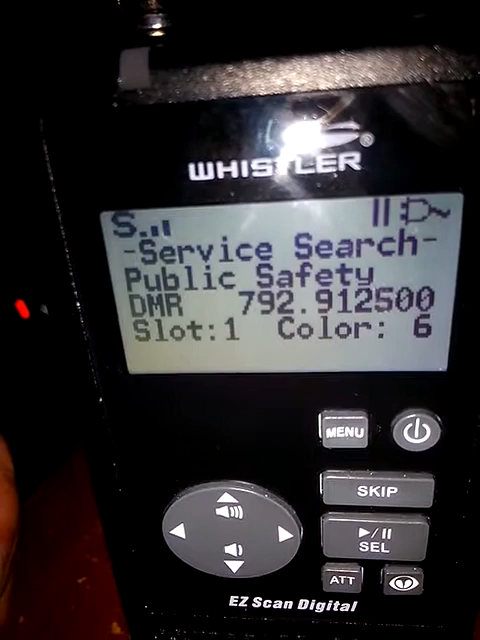 WHISTLER
S
-Service Search-
Public Safety
DMR 792.912500
Slot:1 Color: 6
MENU
SKIP
SEL
ATT
EZ Scan Digital